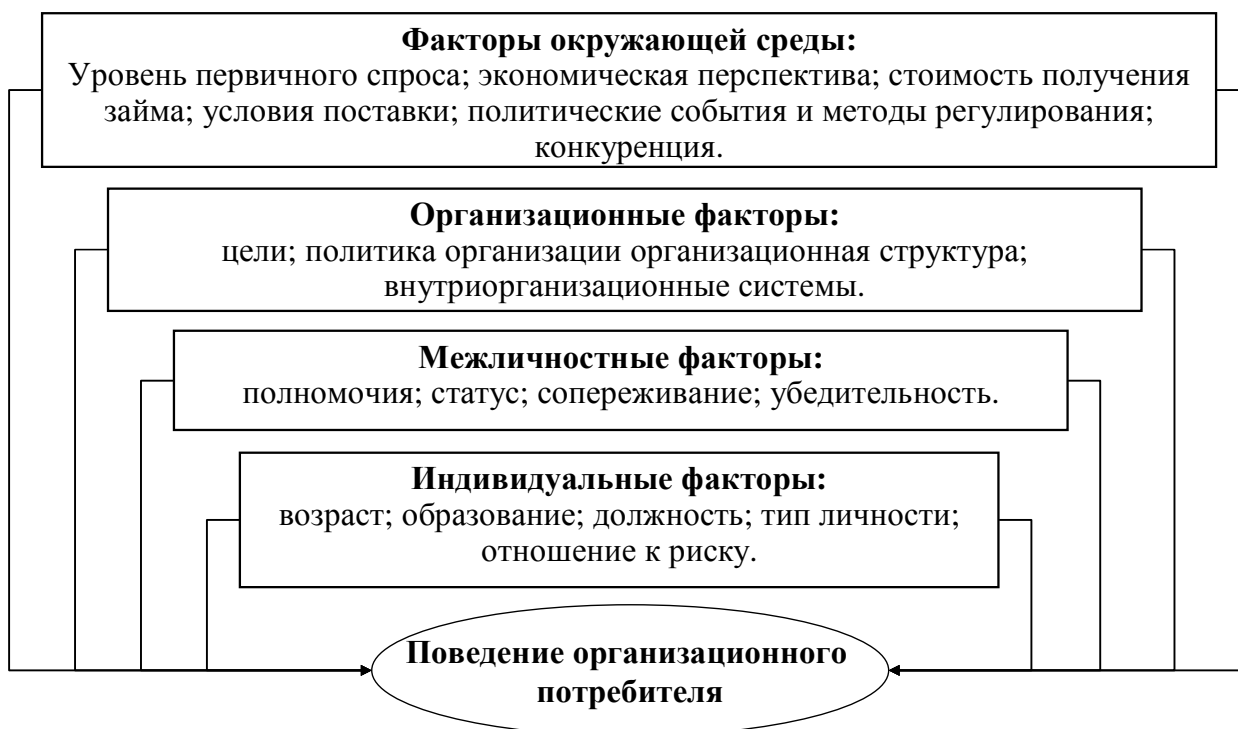 Факторы окружающей среды:
Уровень первичного спроса; экономическая перспектива; стоимость получения
займа; условия поставки; политические события и методы регулирования;
конкуренция.
Организационные факторы:
цели; политика организации организационная структура;
внутриорганизационные системы.
Межличностные факторы:
полномочия; статус; сопереживание; убедительность.
Индивидуальные факторы:
возраст; образование; должность; тип личности;
отношение к риску.
Поведение организационного
потребителя